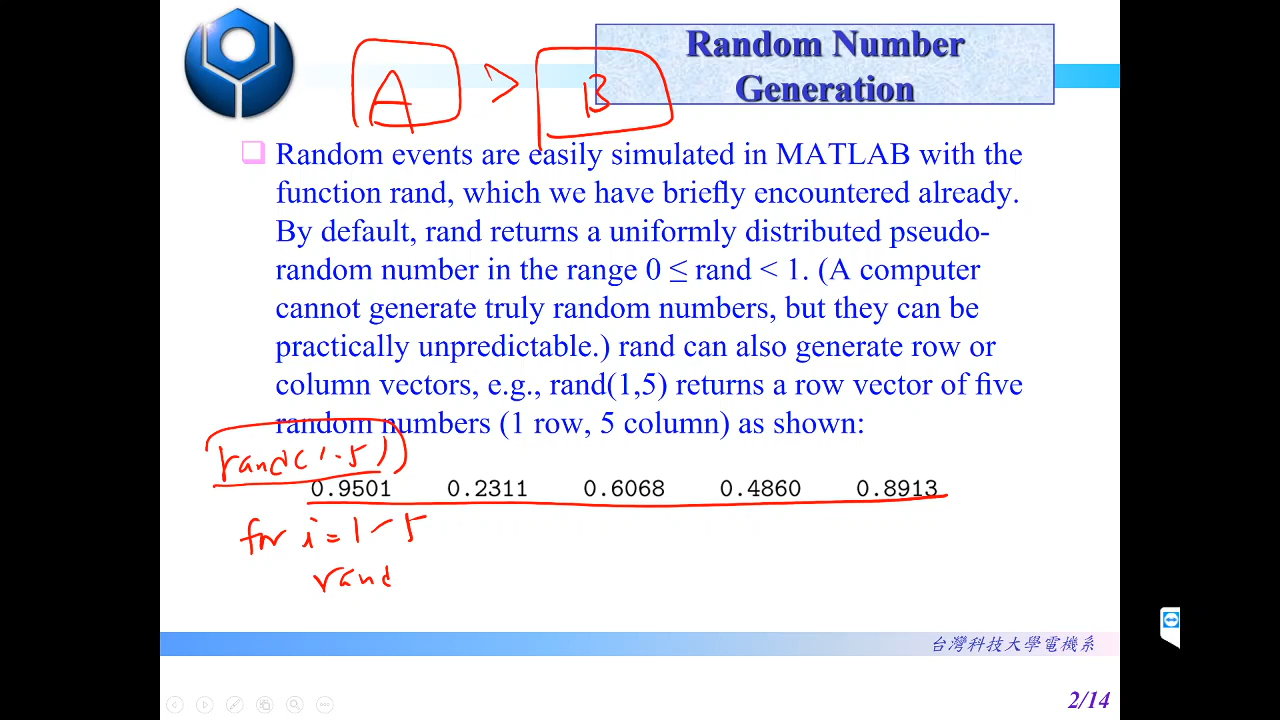 Random Number
Generation
A > B
Random events are easily simulated in MATLAB with the
function rand, which we have briefly encountered already.
By default, rand returns a uniformly distributed pseudo-
random number in the range 0 ≤ rand < 1. (A computer
cannot generate truly random numbers, but they can be
practically unpredictable.) rand can also generate row or
column vectors, e.g., rand(1,5) returns a row vector of five
random numbers (1 row, 5 column) as shown:
rand(1.5)
0.9501 0.2311 0.6068 0.4860 0.8913
for i = 1 ~ 5
rand
台灣科技大學電機系
2/14